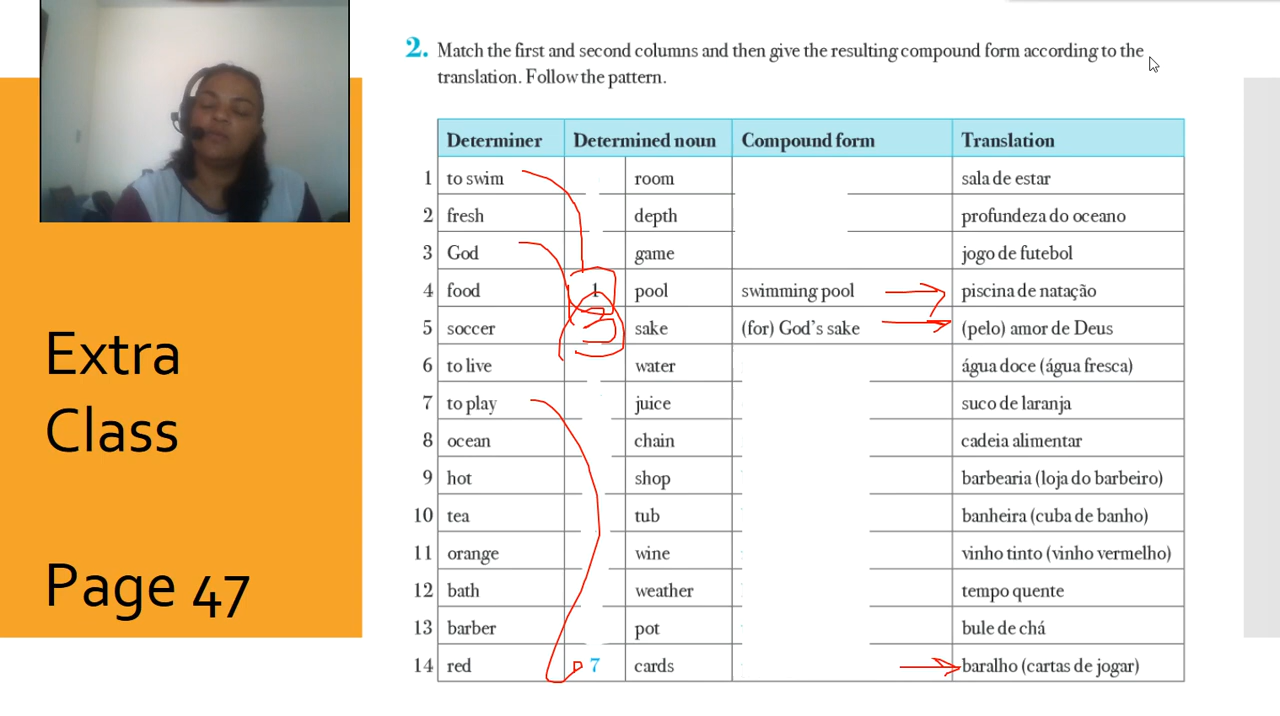 Extra
Class
Page 47
2. Match the first and second columns and then give the resulting compound form according to the
translation. Follow the pattern.
Determiner Determined noun Compound form Translation
1 to swim room sala de estar
2 fresh depth profundeza do oceano
3 God game jogo de futebol
4 food 1 pool swimming pool piscina de natação
5 soccer 3 sake (for) God's sake (pelo) amor de Deus
6 to live water água doce (água fresca)
7 to play juice suco de laranja
8 ocean chain cadeia alimentar
9 hot shop barbearia (loja do barbeiro)
10 tea tub banheira (cuba de banho)
11 orange wine vinho tinto (vinho vermelho)
12 bath weather tempo quente
13 barber pot bule de chá
14 red 7 cards baralho (cartas de jogar)